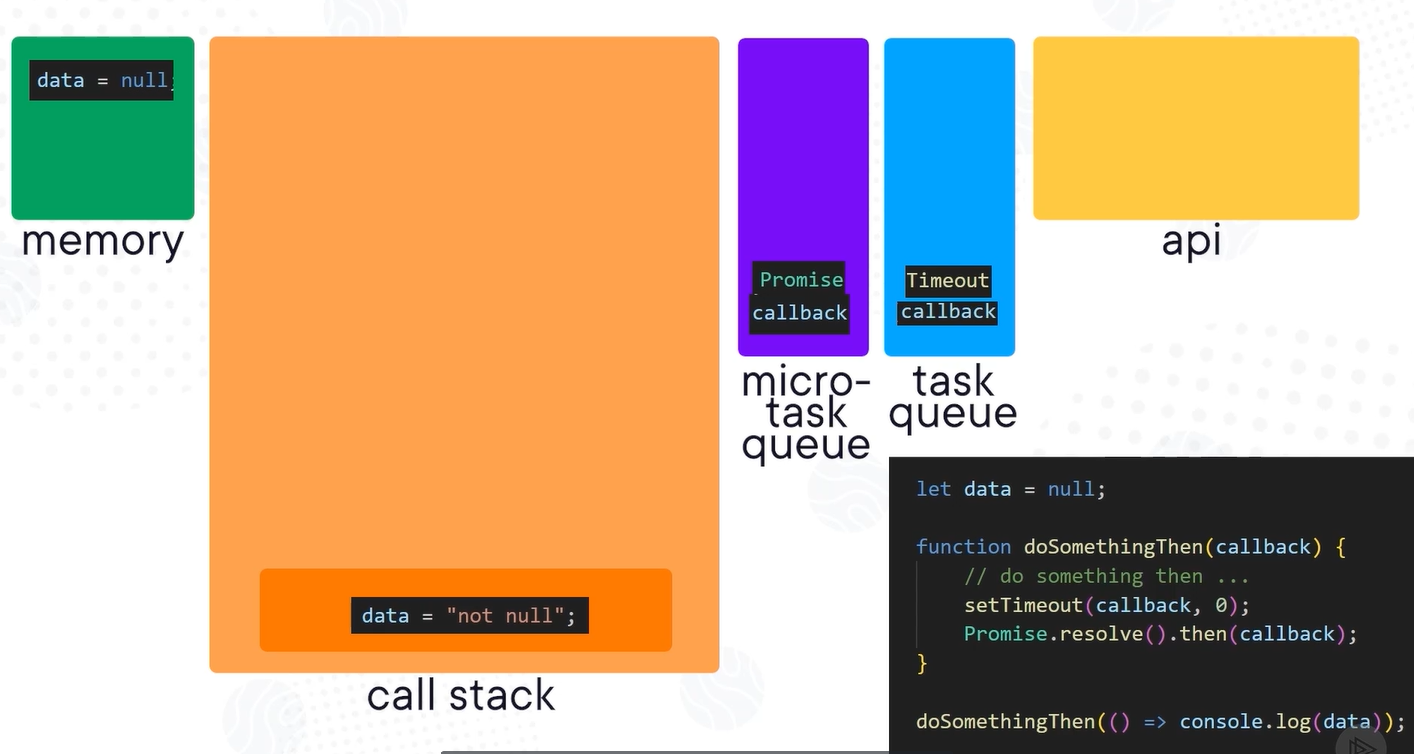 data = null;
memory
data = "not null";
call stack
Promise
callback
micro-
task
queue
Timeout
callback
task
queue
api
let data = null;
function doSomethingThen(callback) {
// do something then ...
setTimeout(callback, 0);
Promise.resolve().then(callback);
}
doSomethingThen(() => console.log(data));